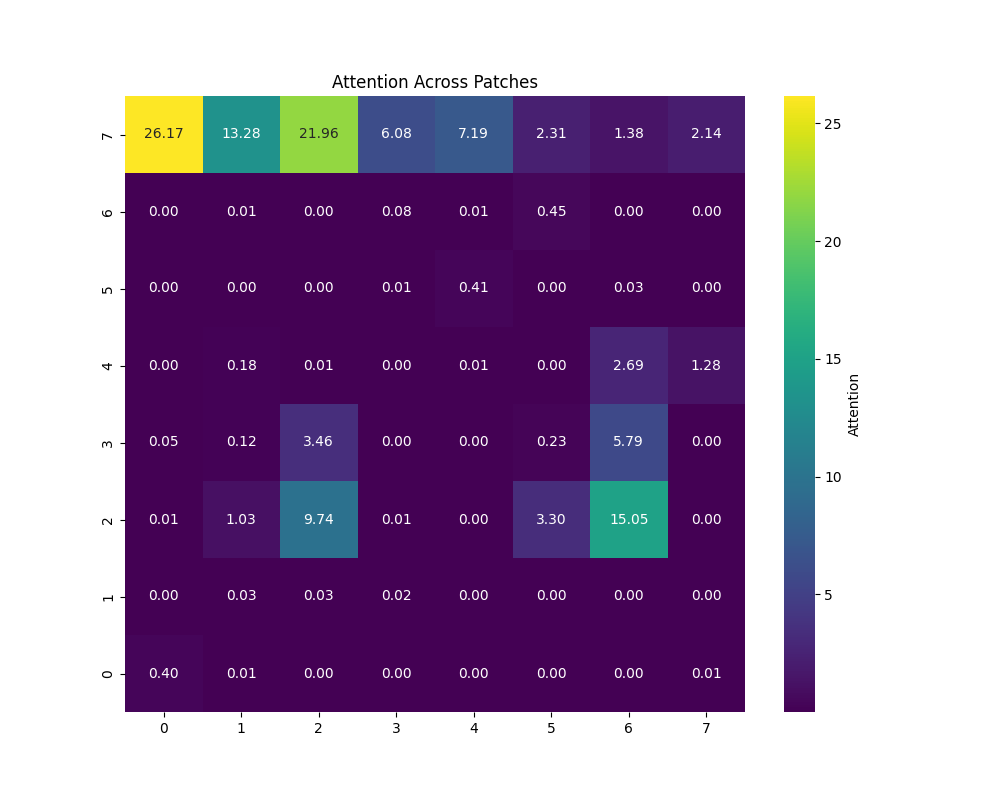 Attention Across Patches
7 26.17 13.28 21.96 6.08 7.19 2.31 1.38 2.14
6 0.00 0.01 0.00 0.08 0.01 0.45 0.00 0.00
5 0.00 0.00 0.00 0.01 0.41 0.00 0.03 0.00
4 0.00 0.18 0.01 0.00 0.01 0.00 2.69 1.28
3 0.05 0.12 3.46 0.00 0.00 0.23 5.79 0.00
2 0.01 1.03 9.74 0.01 0.00 3.30 15.05 0.00
1 0.00 0.03 0.03 0.02 0.00 0.00 0.00 0.00
0 0.40 0.01 0.00 0.00 0.00 0.00 0.00 0.01
0 1 2 3 4 5 6 7
25
20
15
10
5
Attention